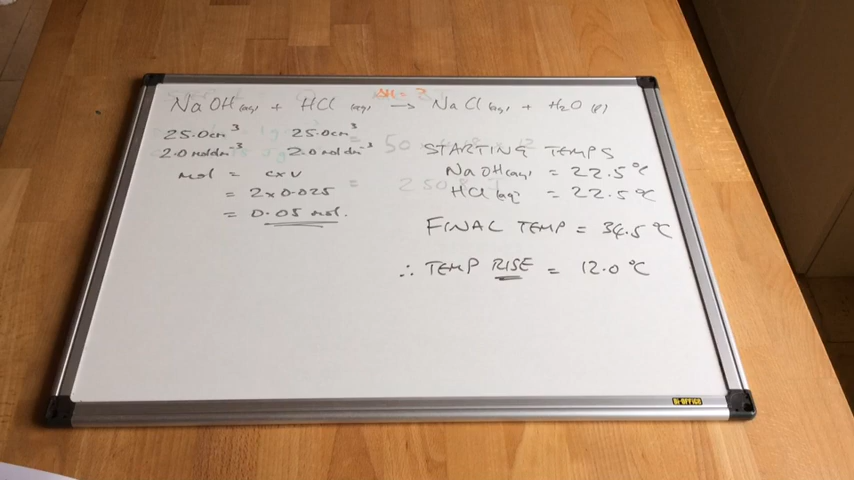 ΔH = ?
NaOH(aq) + HCl(aq) → NaCl(aq) + H₂O(l)
25.0cm³ 25.0cm³
2.0 moldm⁻³ 2.0 moldm⁻³
mol = c x v
= 2 x 0.025
= 0.05 mol.
STARTING TEMPS
NaOH(aq) = 22.5°C
HCl(aq) = 22.5°C
FINAL TEMP = 34.5°C
∴ TEMP RISE = 12.0°C
Bi-OFFICE